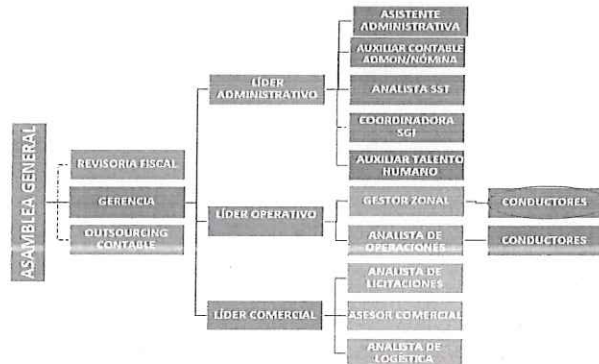 ASAMBLEA GENERAL
REVISORIA FISCAL
GERENCIA
OUTSOURCING
CONTABLE
LÍDER
ADMINISTRATIVO
LÍDER OPERATIVO
LÍDER COMERCIAL
ASISTENTE
ADMINISTRATIVA
AUXILIAR CONTABLE
ADMON/NÓMINA
ANALISTA SST
COORDINADORA
SGI
AUXILIAR TALENTO
HUMANO
GESTOR ZONAL
CONDUCTORES
ANALISTA DE
OPERACIONES
CONDUCTORES
ANALISTA DE
LICITACIONES
ASESOR COMERCIAL
ANALISTA DE
LOGÍSTICA